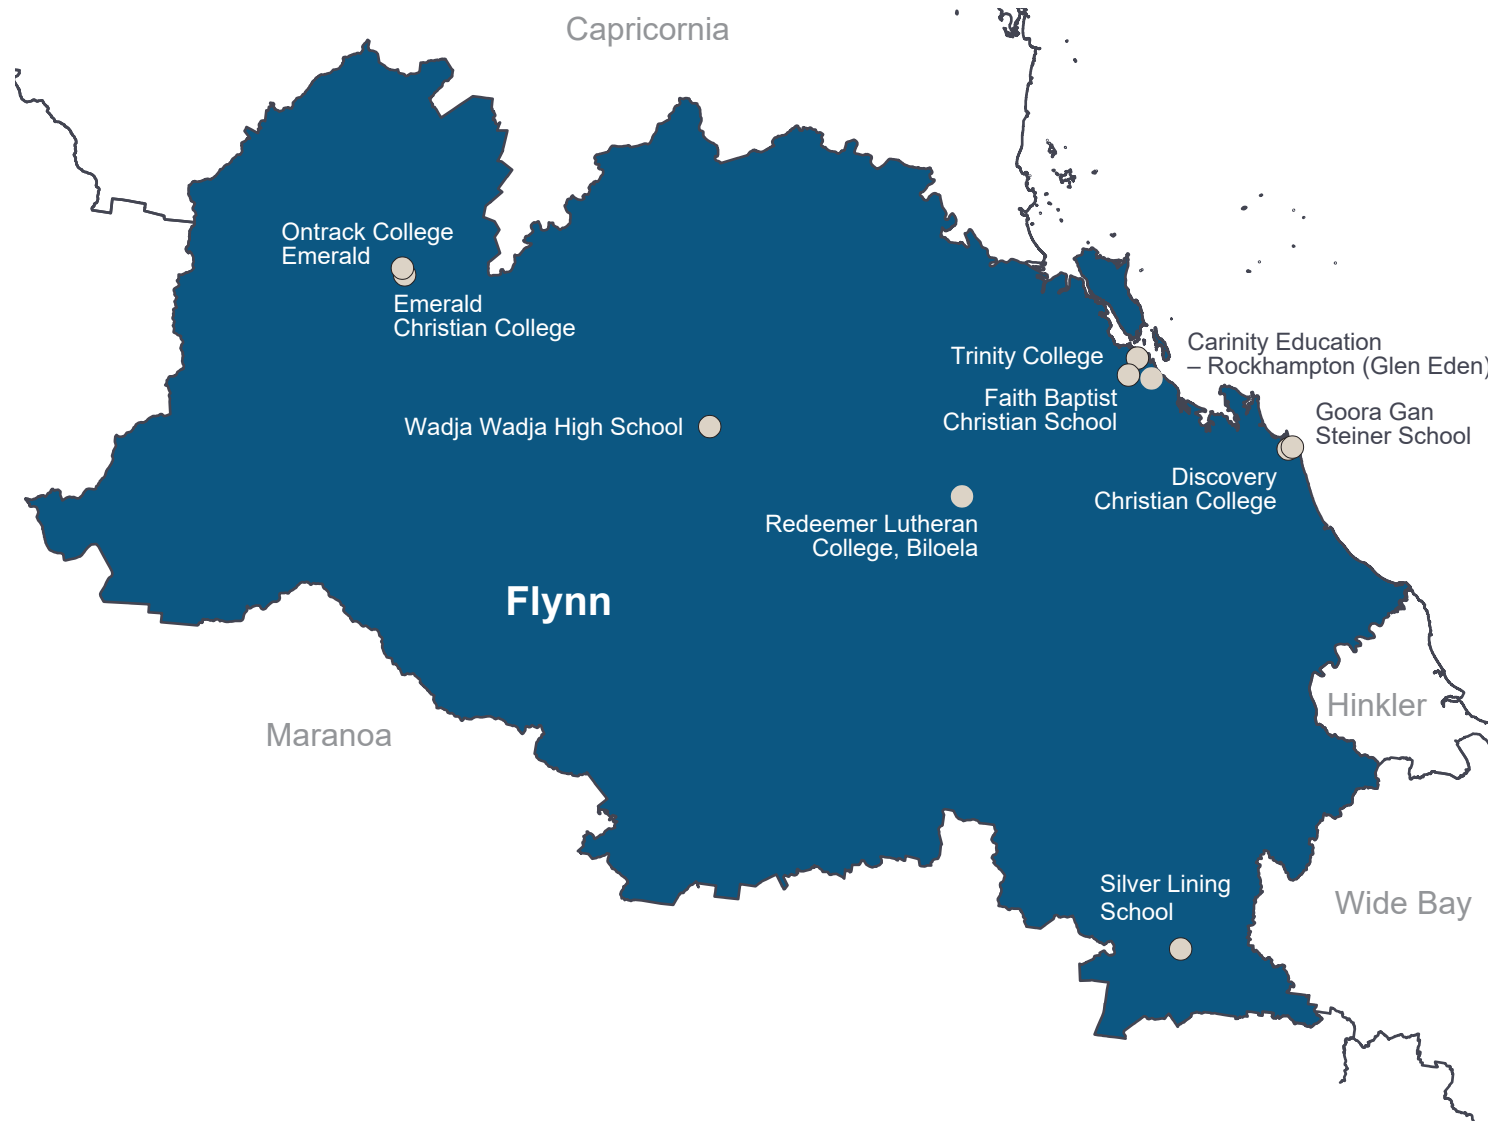 Capricornia
Ontrack College
Emerald
Emerald
Christian College
Trinity College
Carinity Education
– Rockhampton (Glen Eden)
Faith Baptist
Christian School
Goora Gan
Steiner School
Wadja Wadja High School
Discovery
Christian College
Redeemer Lutheran
College, Biloela
Flynn
Hinkler
Maranoa
Silver Lining
School
Wide Bay